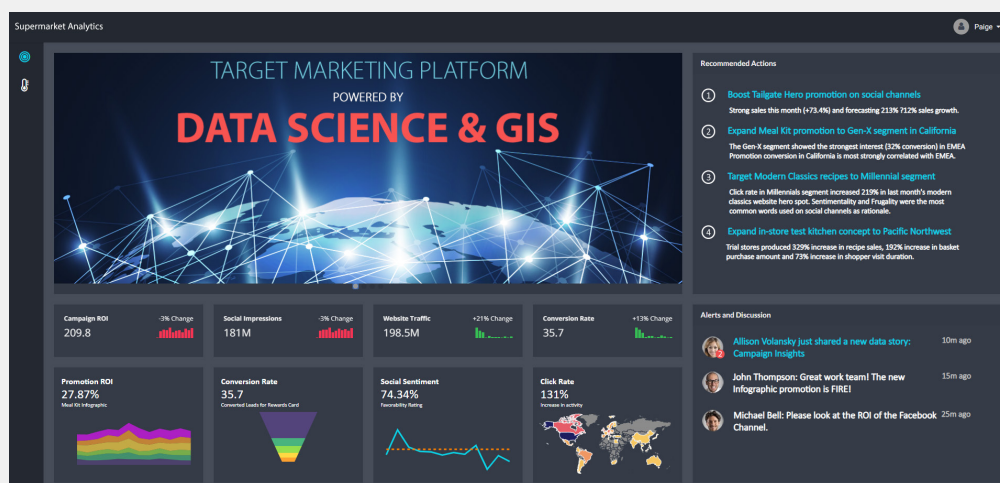 Supermarket Analytics
Paige
TARGET MARKETING PLATFORM
POWERED BY
DATA SCIENCE & GIS
Recommended Actions
1 Boost Tailgate Hero promotion on social channels
Strong sales this month (+73.4%) and forecasting 213% 712% sales growth.
2 Expand Meal Kit promotion to Gen-X segment in California
The Gen-X segment showed the strongest interest (32% conversion) in EMEA
Promotion conversion in California is most strongly correlated with EMEA.
3 Target Modern Classics recipes to Millennial segment
Click rate in Millennials segment increased 219% in last month's modern
classics website hero spot. Sentimentality and Frugality were the most
common words used on social channels as rationale.
4 Expand in-store test kitchen concept to Pacific Northwest
Trial stores produced 329% increase in recipe sales, 192% increase in basket
purchase amount and 73% increase in shopper visit duration.
Campaign ROI -3% Change
209.8
Social Impressions -3% Change
181M
Website Traffic +21% Change
198.5M
Conversion Rate +13% Change
35.7
Promotion ROI
27.87%
Meal Kit Infographic
Conversion Rate
35.7
Converted Leads for Rewards Card
Social Sentiment
74.34%
Favorability Rating
Click Rate
131%
Increase in activity
Alerts and Discussion
2
Allison Volansky just shared a new data story: 10m ago
Campaign Insights
John Thompson: Great work team! The new 15m ago
Infographic promotion is FIRE!
Michael Bell: Please look at the ROI of the Facebook 25m ago
Channel.